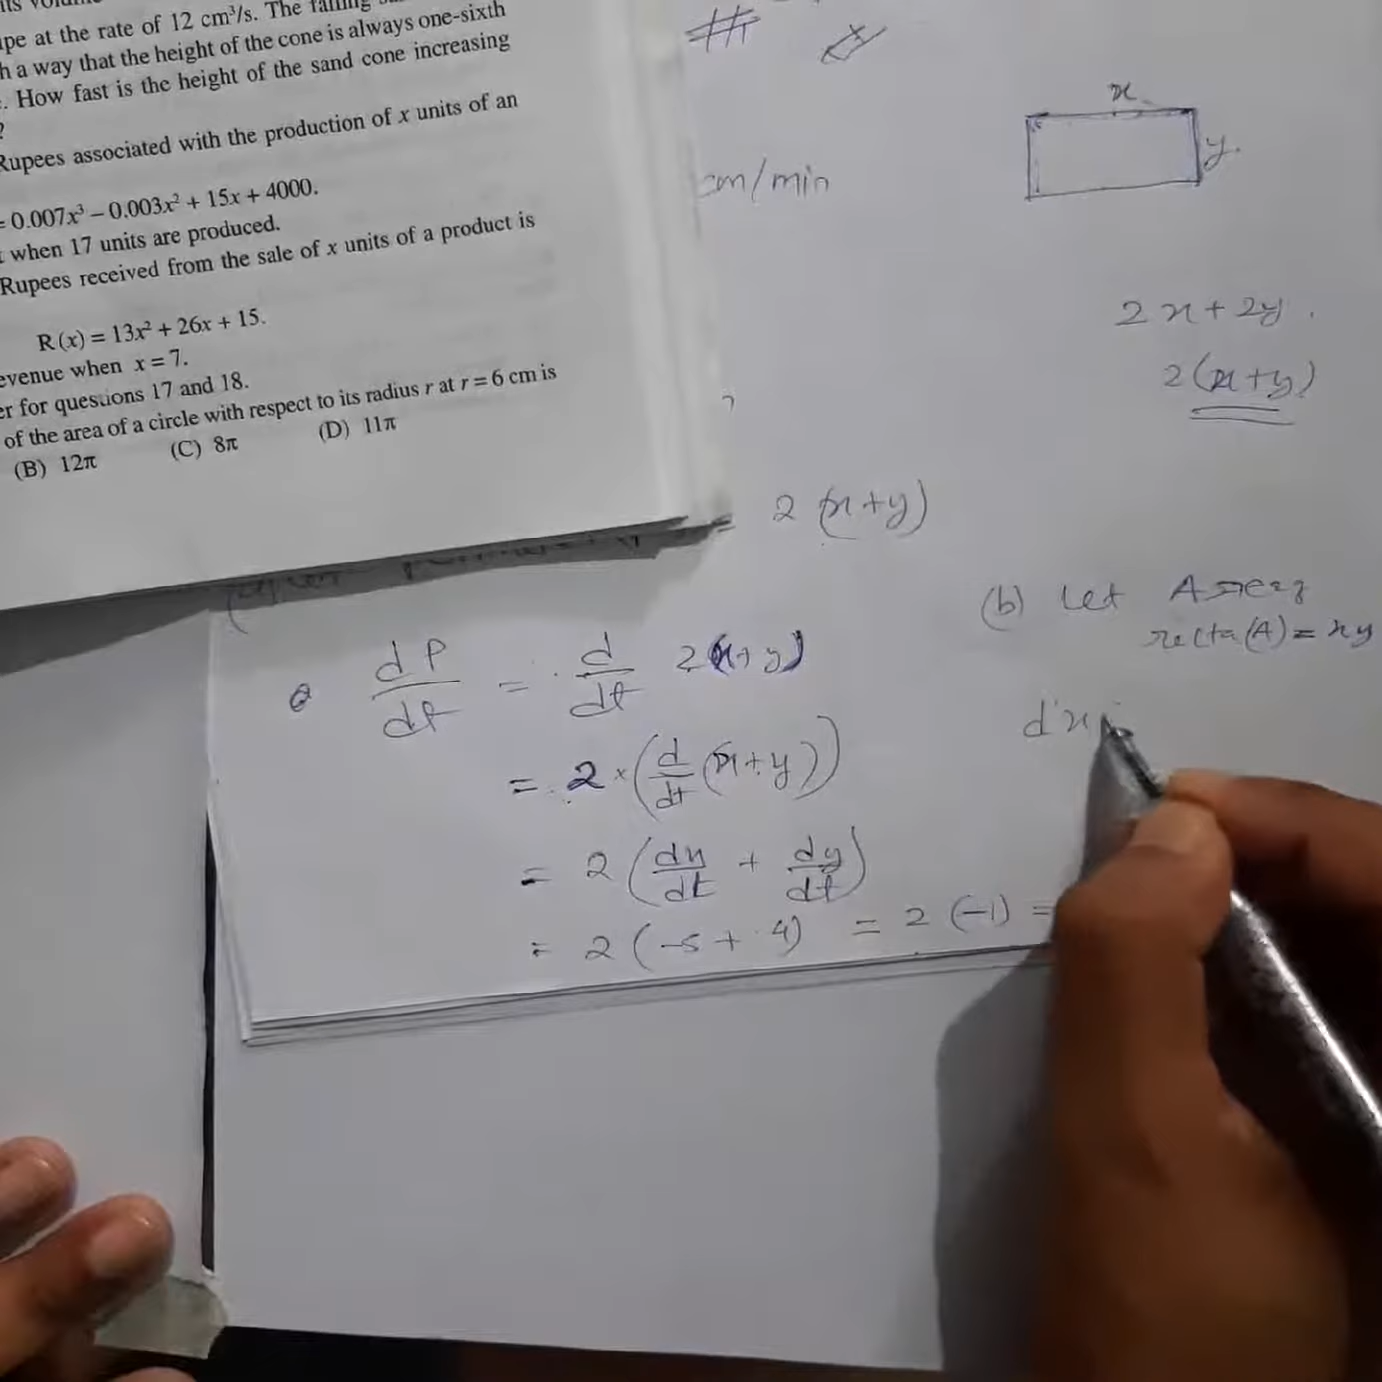 upe at the rate of 12 cm³/s. The falling
h a way that the height of the cone is always one-sixth
. How fast is the height of the sand cone increasing
?
Rupees associated with the production of x units of an
= 0.007x³ – 0.003x² + 15x + 4000.
when 17 units are produced.
Rupees received from the sale of x units of a product is
R(x) = 13x² + 26x + 15.
evenue when x = 7.
er for questions 17 and 18.
of the area of a circle with respect to its radius r at r = 6 cm is
(B) 12π (C) 8π (D) 11π
cm/min
x
y.
2x + 2y.
2(x+y)
= 2 (x+y)
dP/dt = d/dt 2(x+y)
= 2 × (d/dt (x+y))
= 2 (dx/dt + dy/dt)
= 2 (-5 + 4) = 2 (-1) =
(b) Let
recta(A) = xy
dx